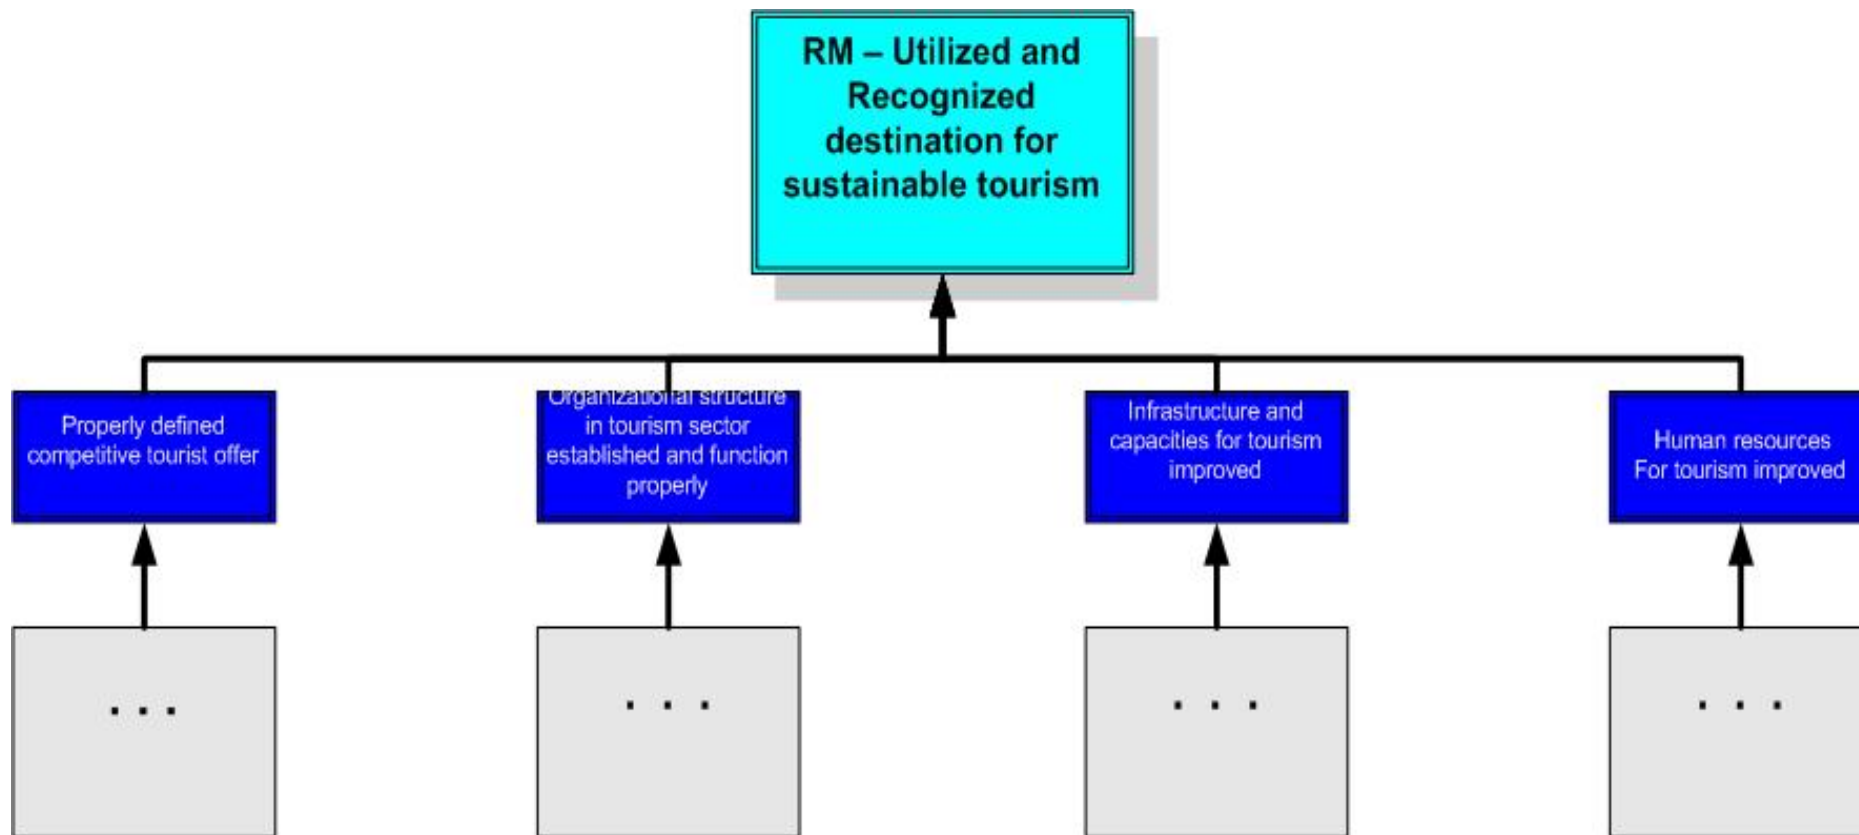 RM – Utilized and
Recognized
destination for
sustainable tourism
Properly defined
competitive tourist offer
Organizational structure
in tourism sector
established and function
properly
Infrastructure and
capacities for tourism
improved
Human resources
For tourism improved
. . .
. . .
. . .
. . .